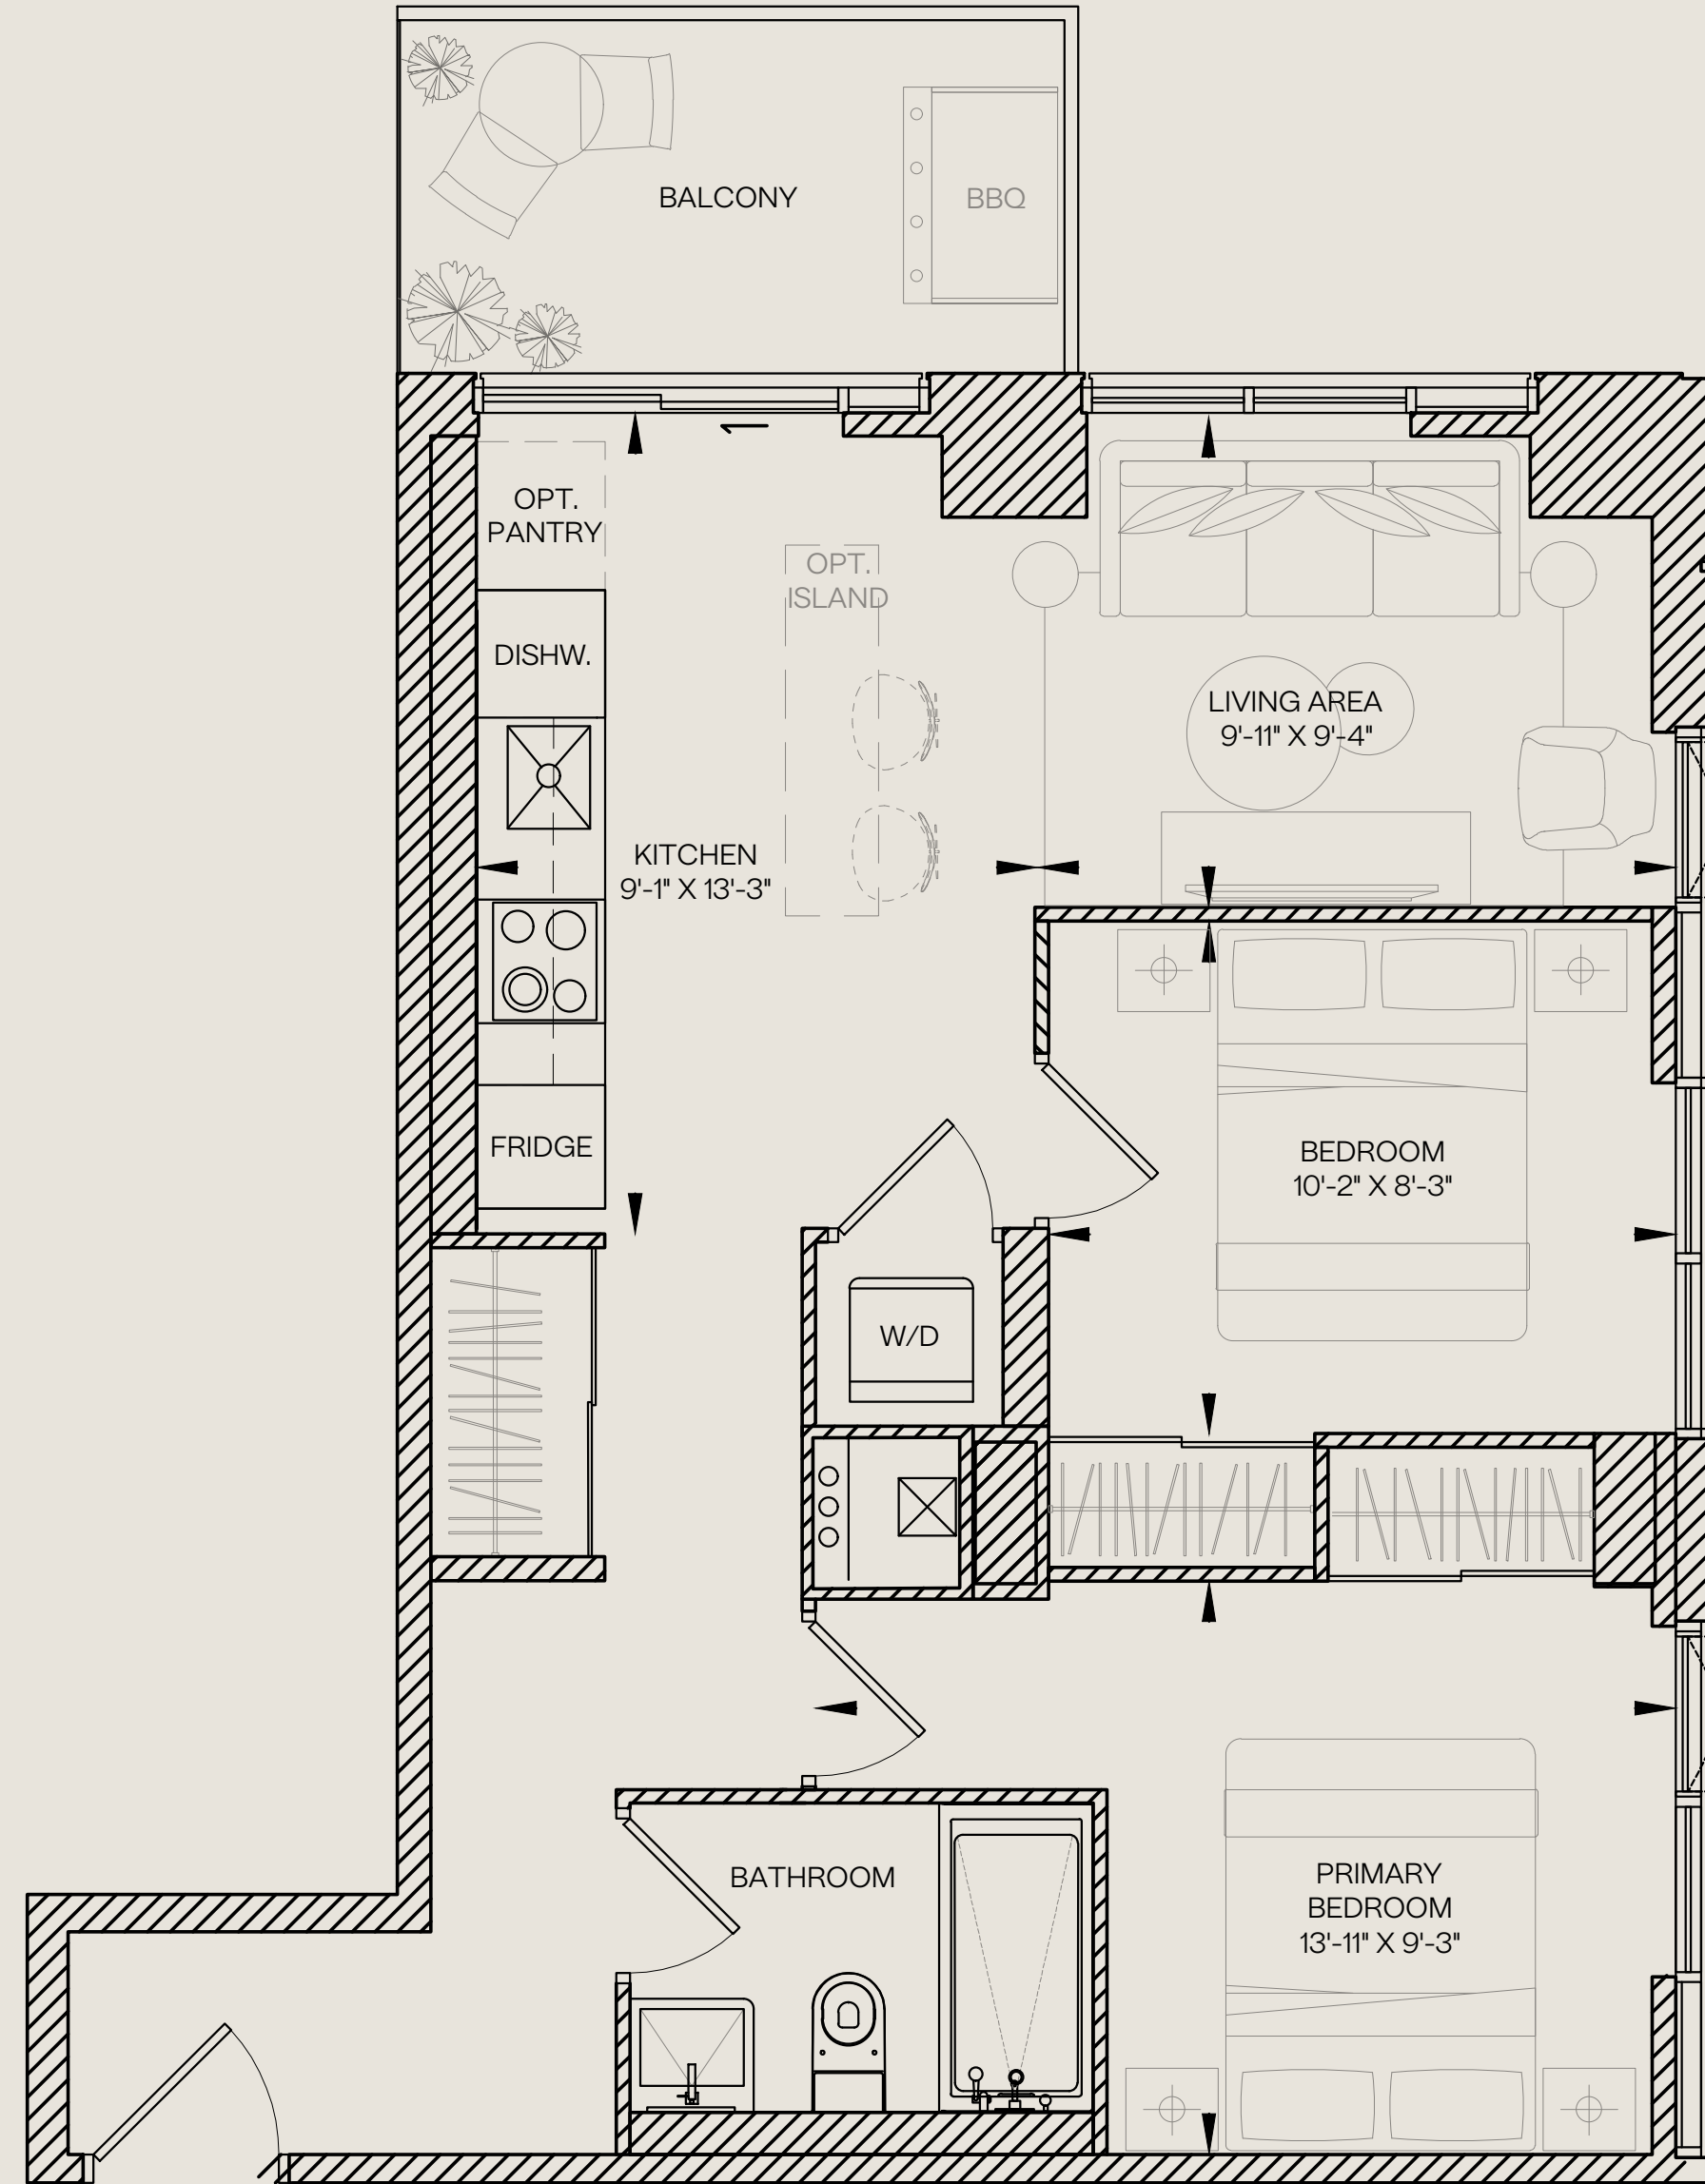 BALCONY
BBQ
OPT.
PANTRY
OPT.
ISLAND
DISHW.
LIVING AREA
9'-11" X 9'-4"
KITCHEN
9'-1" X 13'-3"
FRIDGE
BEDROOM
10'-2" X 8'-3"
W/D
BATHROOM
PRIMARY
BEDROOM
13'-11" X 9'-3"